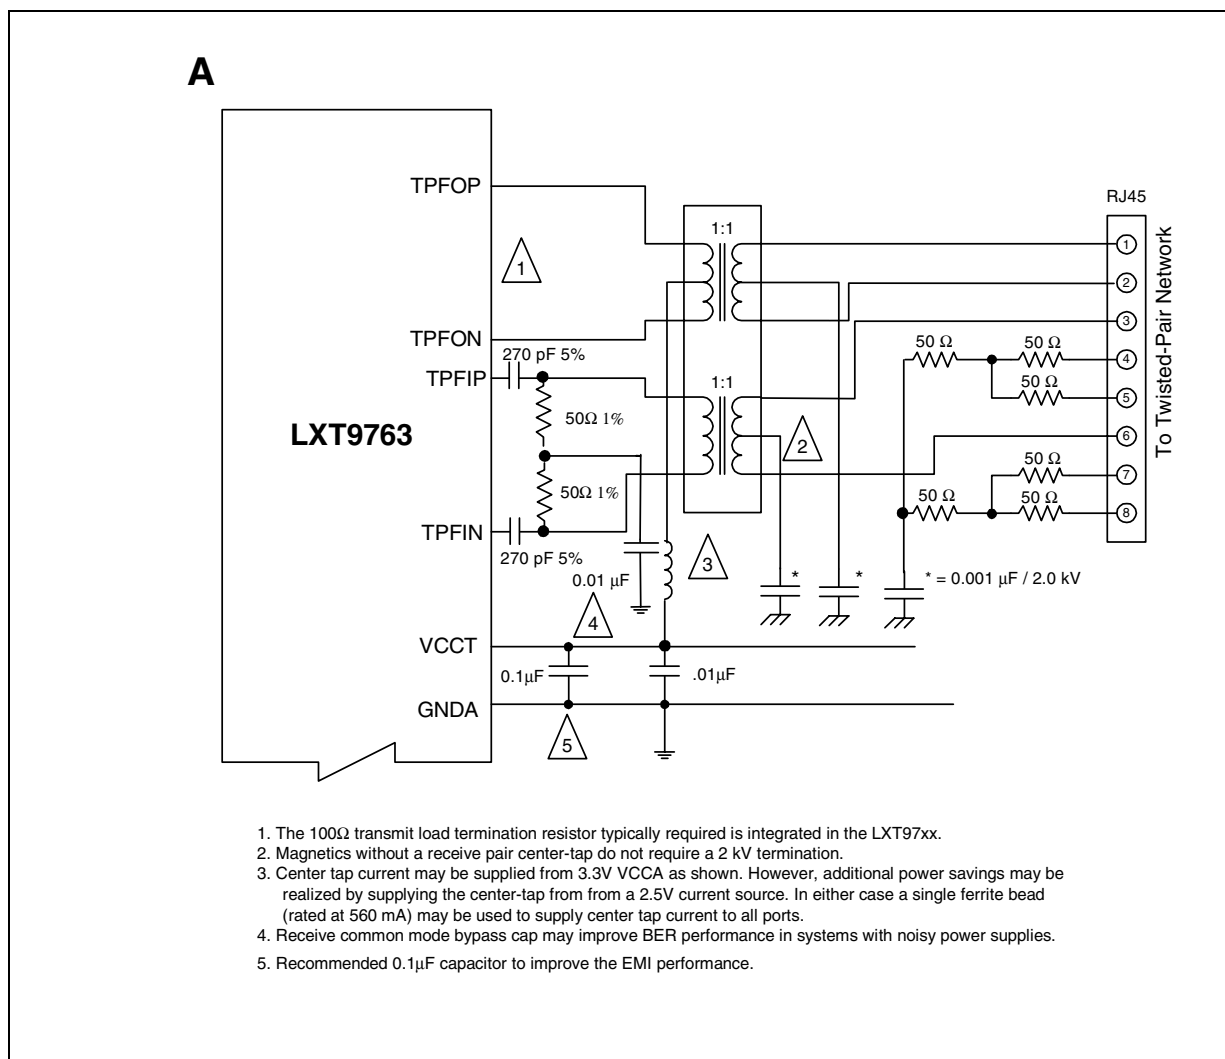 A
TPFOP
RJ45
1:1
1
1
2
To Twisted-Pair Network
3
TPFON
50 Ω
50 Ω
270 pF 5%
4
TPFIP
1:1
50 Ω
5
50Ω 1%
LXT9763
2
6
50 Ω
7
50Ω 1%
50 Ω
50 Ω
8
TPFIN
270 pF 5%
3
0.01 µF
*
*
* = 0.001 µF / 2.0 kV
4
VCCT
0.1µF
.01µF
GNDA
5
1. The 100Ω transmit load termination resistor typically required is integrated in the LXT97xx.
2. Magnetics without a receive pair center-tap do not require a 2 kV termination.
3. Center tap current may be supplied from 3.3V VCCA as shown. However, additional power savings may be
realized by supplying the center-tap from from a 2.5V current source. In either case a single ferrite bead
(rated at 560 mA) may be used to supply center tap current to all ports.
4. Receive common mode bypass cap may improve BER performance in systems with noisy power supplies.
5. Recommended 0.1µF capacitor to improve the EMI performance.